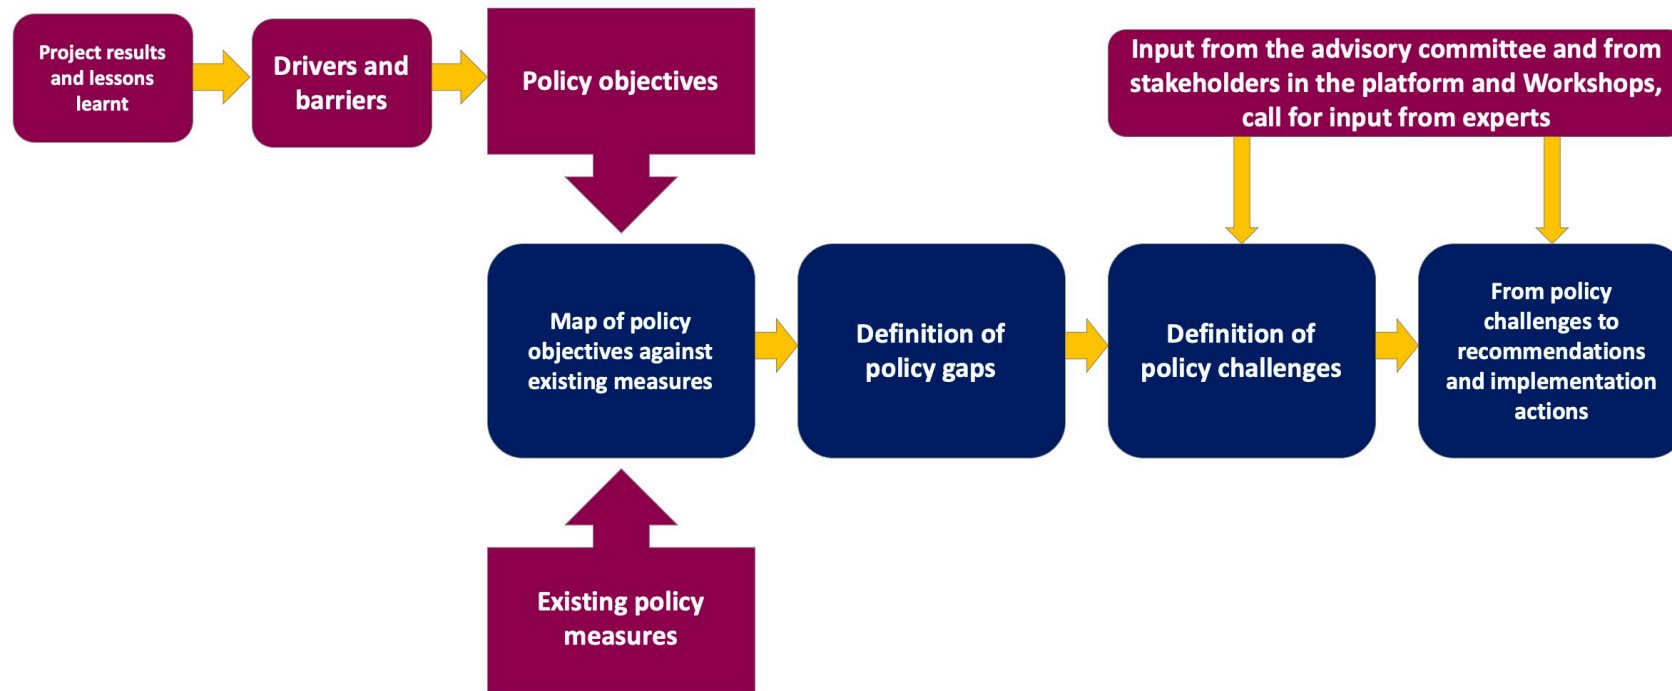 Project results
and lessons
learnt
Drivers and
barriers
Policy objectives
Input from the advisory committee and from
stakeholders in the platform and Workshops,
call for input from experts
Map of policy
objectives against
existing measures
Definition of
policy gaps
Definition of
policy challenges
From policy
challenges to
recommendations
and implementation
actions
Existing policy
measures